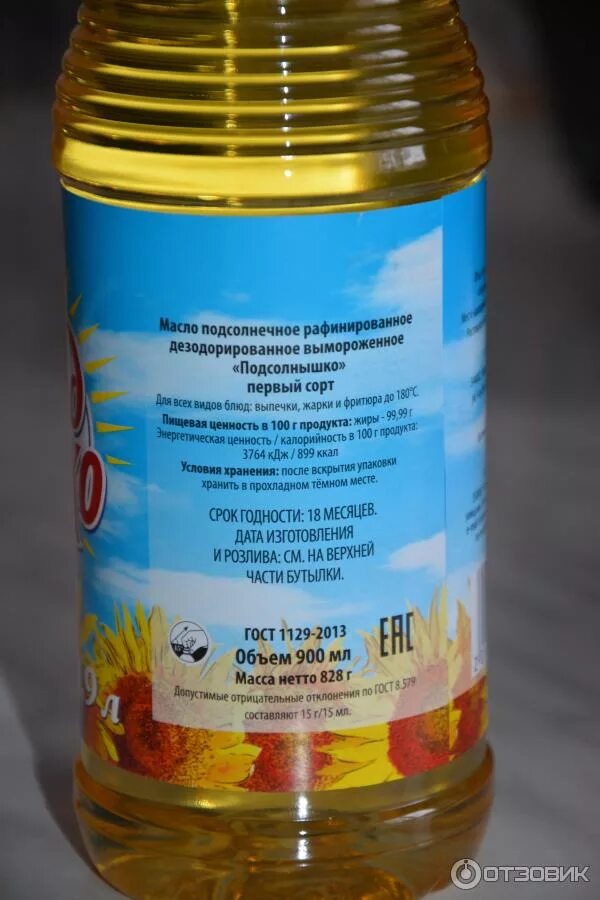 Масло подсолнечное рафинированное
дезодорированное вымороженное
«Подсолнышко»
первый сорт
Для всех видов блюд: выпечки, жарки и фритюра до 180°С.
Пищевая ценность в 100 г продукта: жиры - 99,99 г
Энергетическая ценность / калорийность в 100 г продукта:
3764 кДж / 899 ккал
Условия хранения: после вскрытия упаковки
хранить в прохладном тёмном месте.
СРОК ГОДНОСТИ: 18 МЕСЯЦЕВ.
ДАТА ИЗГОТОВЛЕНИЯ
И РОЗЛИВА: СМ. НА ВЕРХНЕЙ
ЧАСТИ БУТЫЛКИ.
ГОСТ 1129-2013
EAC
Объем 900 мл
Масса нетто 828 г
Допустимые отрицательные отклонения по ГОСТ 8.579
составляют 15 г/15 мл.
9 л
ОТЗОВИК